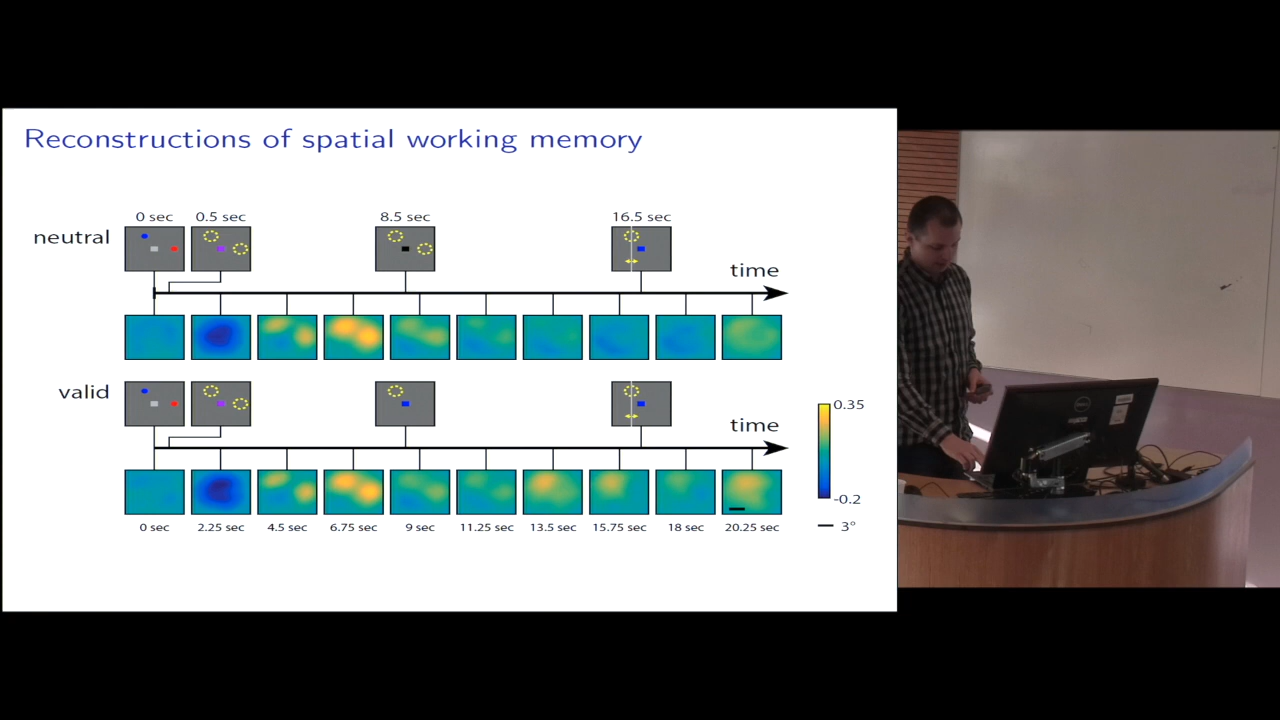 Reconstructions of spatial working memory
0 sec 0.5 sec 8.5 sec 16.5 sec
neutral
time
valid
time
0.35
-0.2
0 sec 2.25 sec 4.5 sec 6.75 sec 9 sec 11.25 sec 13.5 sec 15.75 sec 18 sec 20.25 sec
3°
DELL